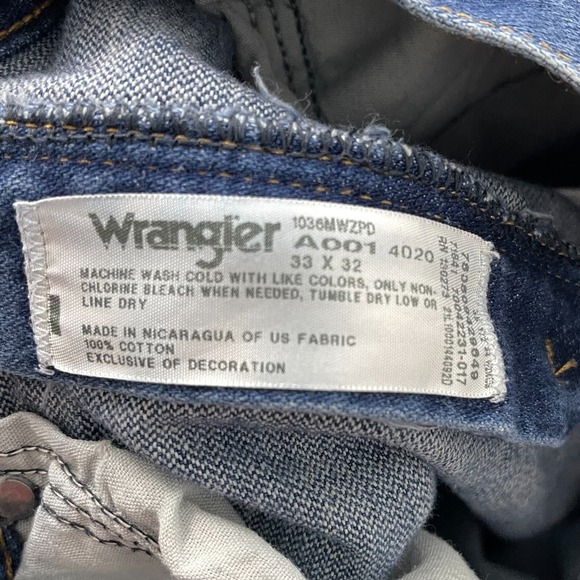 Wrangler
1036MWZPD
A001 4020
33 X 32
MACHINE WASH COLD WITH LIKE COLORS, ONLY NON-
CHLORINE BLEACH WHEN NEEDED, TUMBLE DRY LOW OR
LINE DRY
MADE IN NICARAGUA OF US FABRIC
100% COTTON
EXCLUSIVE OF DECORATION